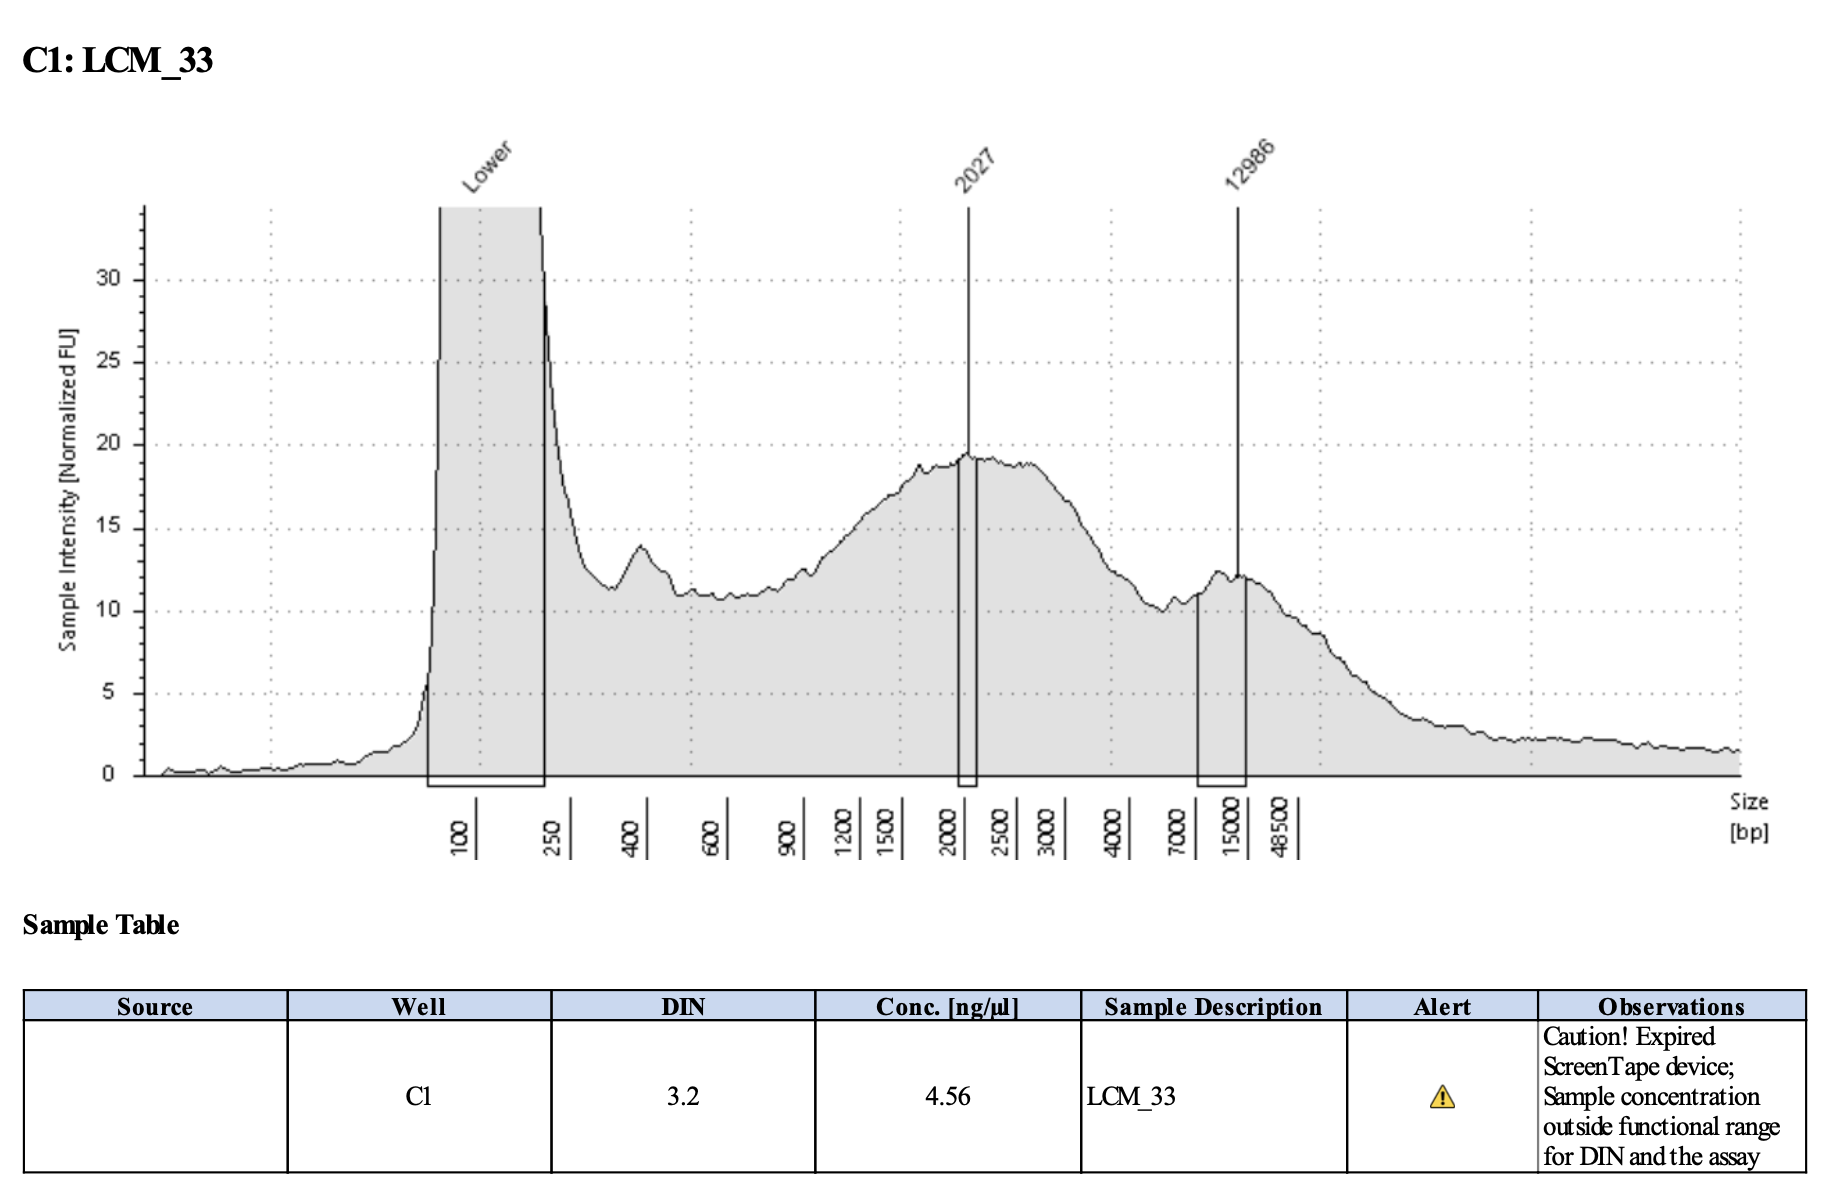 C1: LCM_33
Lower
2027
12986
Sample Intensity [Normalized FU]
30
25
20
15
10
5
0
100
250
400
600
900
1200
1500
2000
2500
3000
4000
7000
15000
48500
Size
[bp]
Sample Table
Source Well DIN Conc. [ng/µl] Sample Description Alert Observations
C1 3.2 4.56 LCM_33
Caution! Expired
ScreenTape device;
Sample concentration
outside functional range
for DIN and the assay